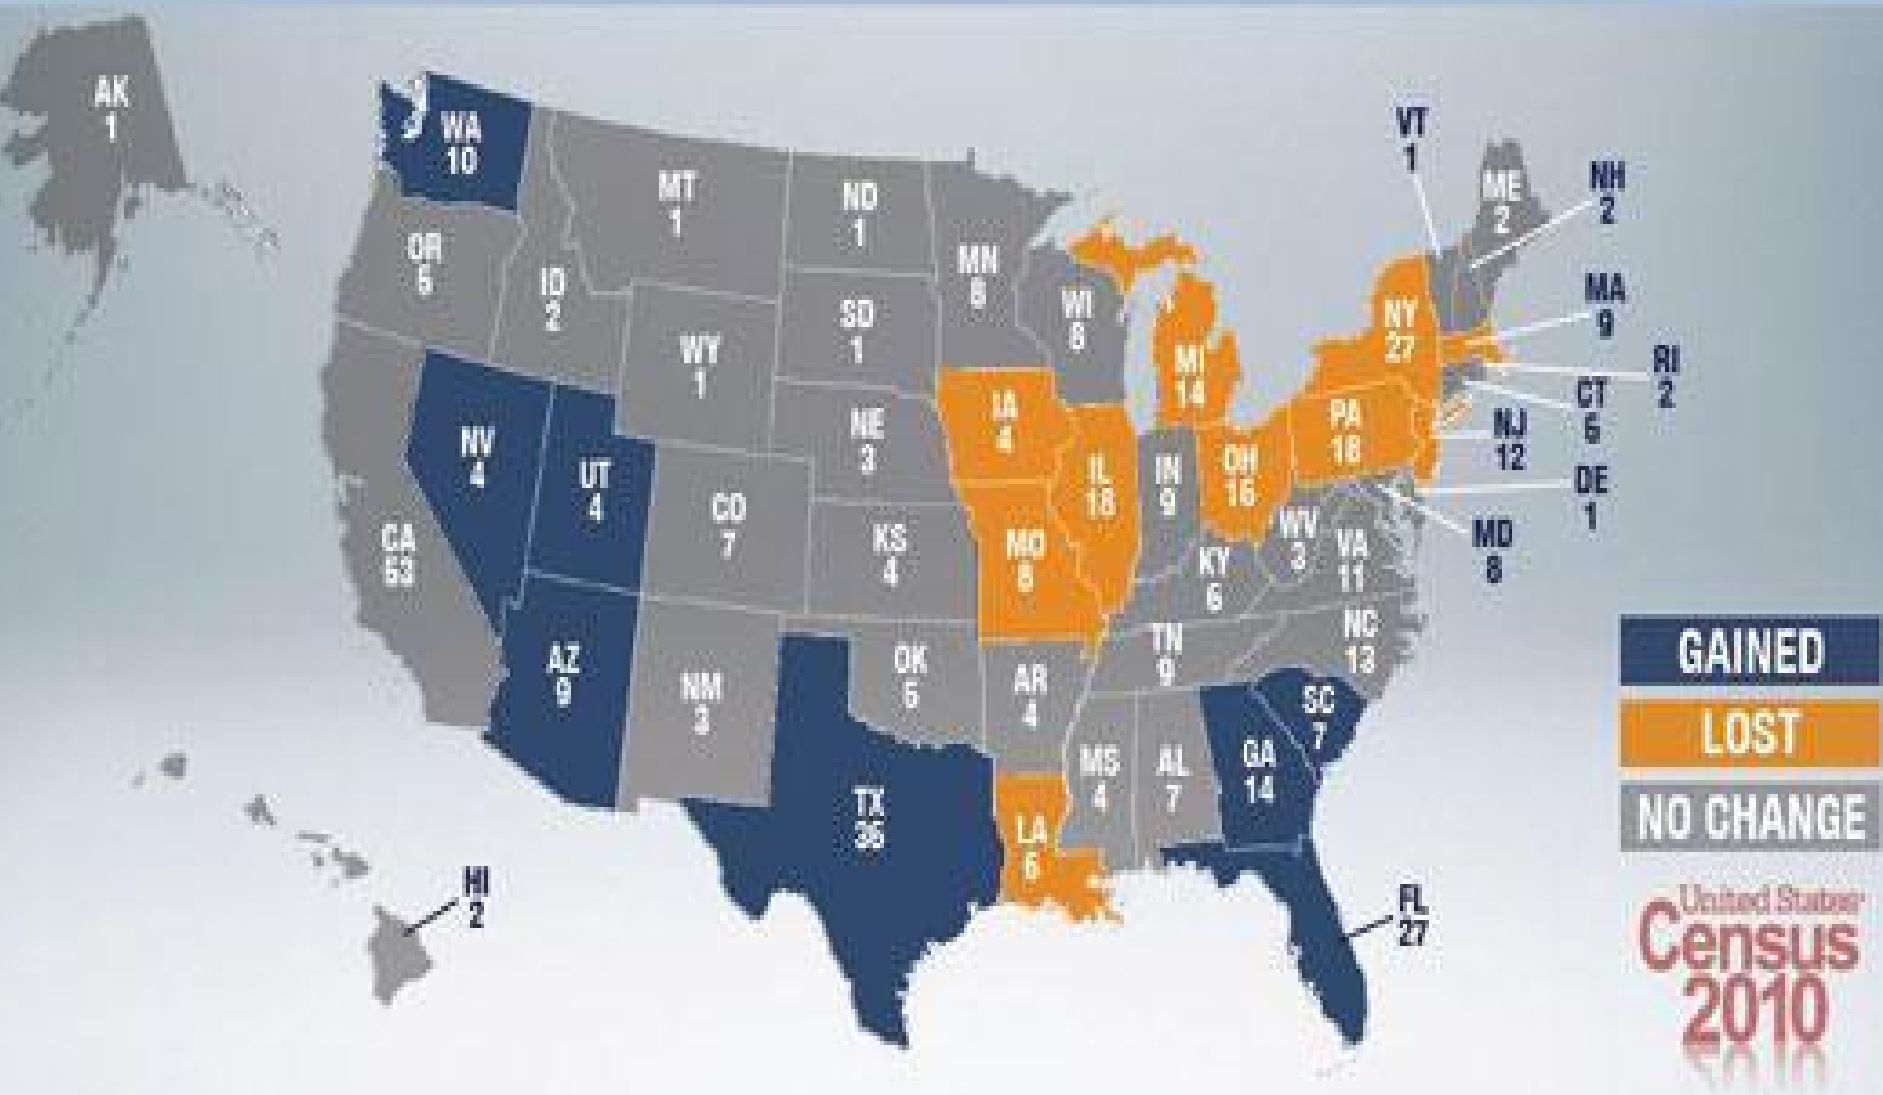 AK
1
WA
10
OR
5
MT
1
ID
2
ND
1
SD
1
MN
8
WI
8
WY
1
NE
3
IA
4
MI
14
NY
27
VT
1
ME
2
NH
2
MA
9
RI
2
CT
5
NJ
12
DE
1
MD
8
PA
18
OH
16
IN
9
IL
18
CA
53
NV
4
UT
4
CO
7
KS
4
MO
8
KY
6
WV
3
VA
11
NC
13
TN
9
AZ
9
NM
3
OK
5
AR
4
SC
7
GA
14
AL
7
MS
4
LA
6
TX
36
FL
27
HI
2
GAINED
LOST
NO CHANGE
United States
Census
2010